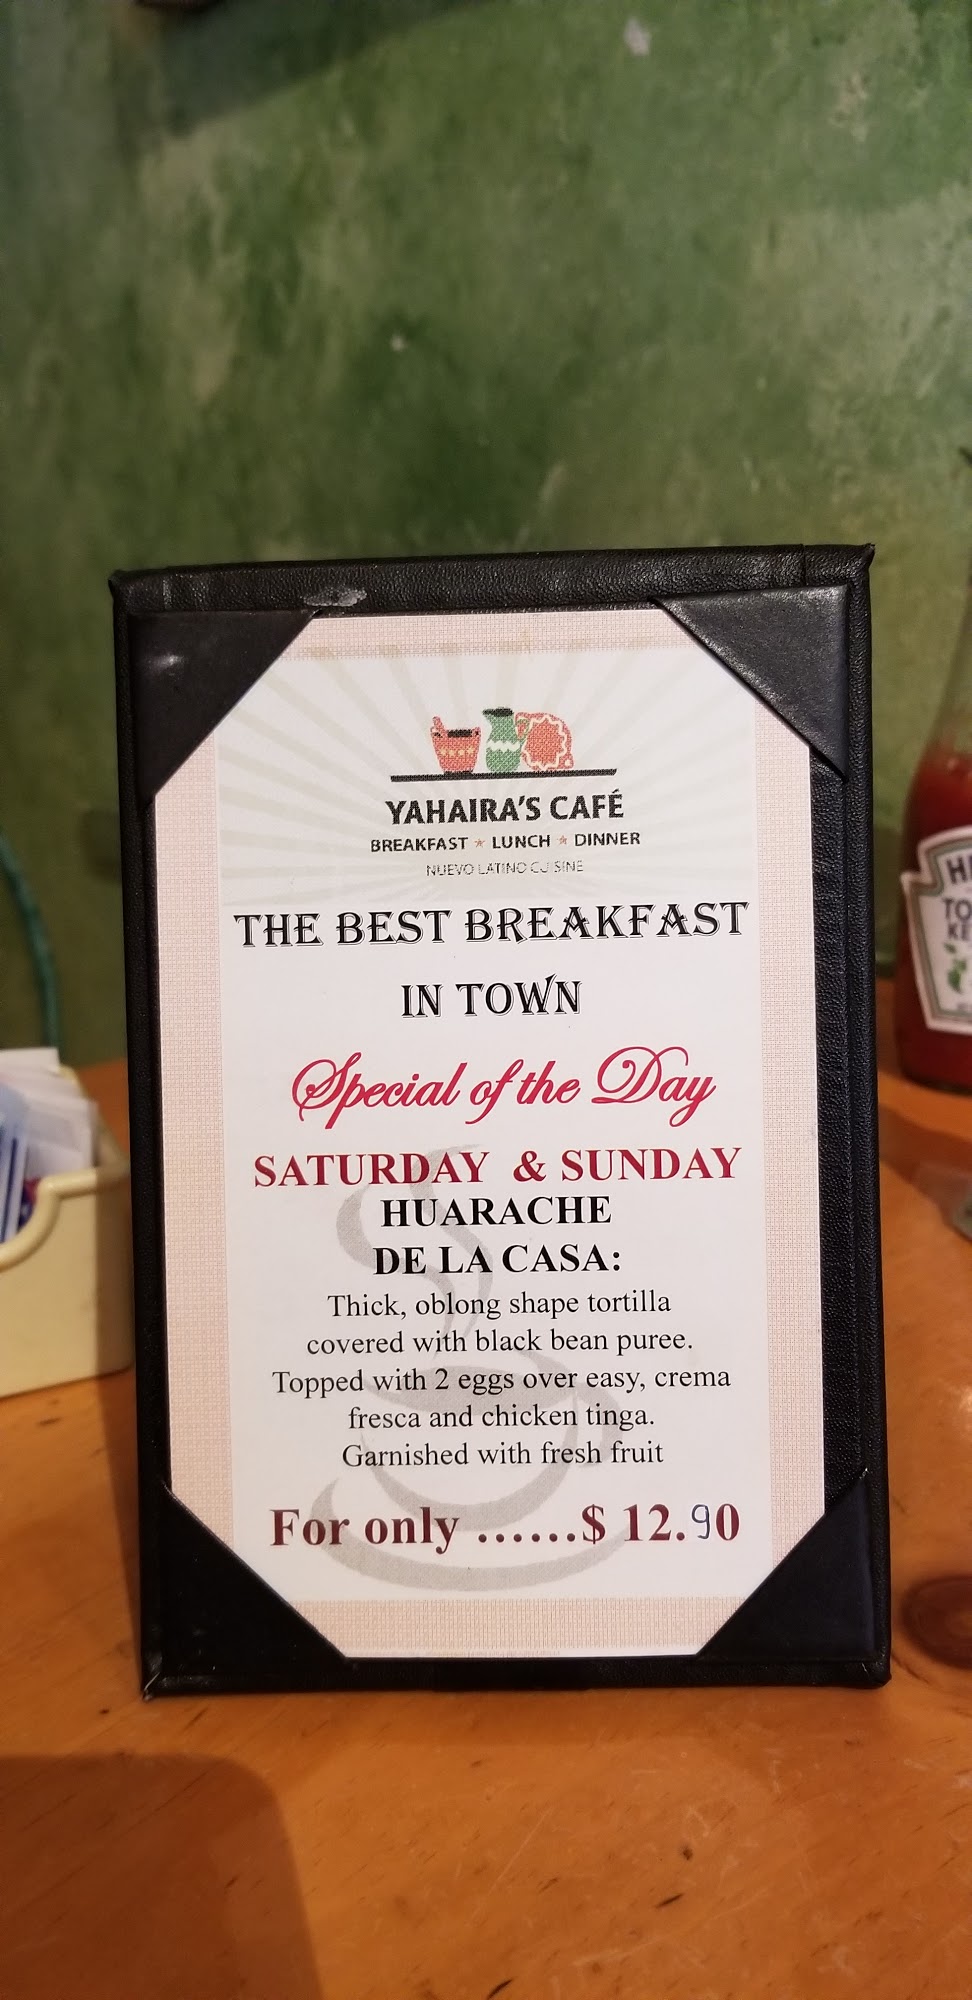 YAHAIRA'S CAFÉ
BREAKFAST ★ LUNCH ★ DINNER
NUEVO LATINO CUISINE
THE BEST BREAKFAST
IN TOWN
Special of the Day
SATURDAY & SUNDAY
HUARACHE
DE LA CASA:
Thick, oblong shape tortilla
covered with black bean puree.
Topped with 2 eggs over easy, crema
fresca and chicken tinga.
Garnished with fresh fruit
For only ......$ 12.90